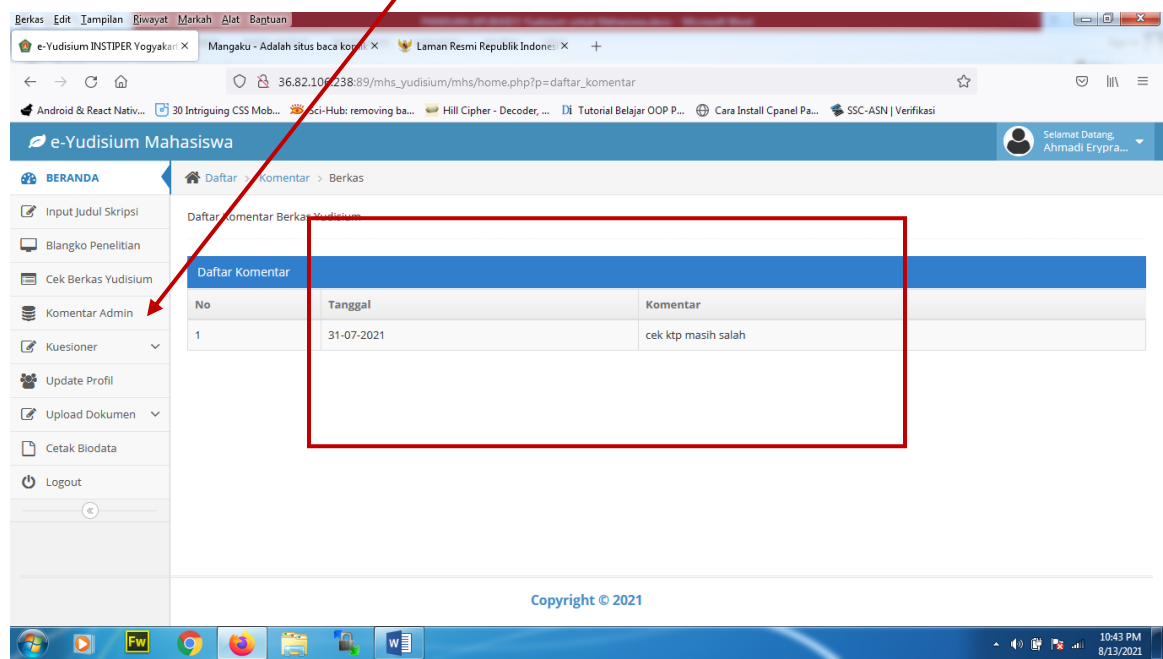 Berkas Edit Tampilan Riwayat Markah Alat Bantuan
e-Yudisium INSTIPER Yogyakart Mangaku - Adalah situs baca komik Laman Resmi Republik Indonesi
36.82.106.238:89/mhs_yudisium/mhs/home.php?p=daftar_komentar
Android & React Nativ... 30 Intriguing CSS Mob... Sci-Hub: removing ba... Hill Cipher - Decoder, ... Di Tutorial Belajar OOP P... Cara Install Cpanel Pa... SSC-ASN | Verifikasi
e-Yudisium Mahasiswa
Selamat Datang,
Ahmadi Erypra...
BERANDA
Input Judul Skripsi
Blangko Penelitian
Cek Berkas Yudisium
Komentar Admin
Kuesioner
Update Profil
Upload Dokumen
Cetak Biodata
Logout
Daftar > Komentar > Berkas
Daftar Komentar Berkas Yudisium
Daftar Komentar
No Tanggal Komentar
1 31-07-2021 cek ktp masih salah
Copyright © 2021
Fw
W
10:43 PM
8/13/2021